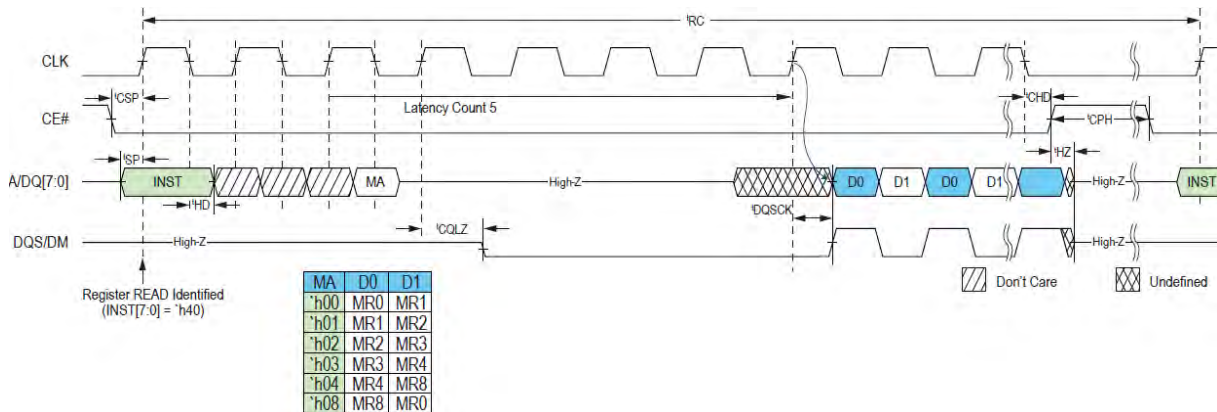 tRC
CLK
tCSP
Latency Count 5
tCHD
CE#
tCPH
tSP
tHZ
A/DQ[7:0]
INST
MA
High-Z
D0
D1
D0
D1
High-Z
INST
tHD
tDQSCK
tCQLZ
DQS/DM
High-Z
High-Z
Register READ Identified
(INST[7:0] = `h40)
Don't Care
Undefined
MA D0 D1
`h00 MR0 MR1
`h01 MR1 MR2
`h02 MR2 MR3
`h03 MR3 MR4
`h04 MR4 MR8
`h08 MR8 MR0